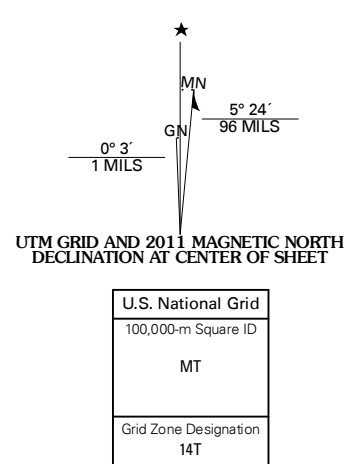 MN
5° 24´
96 MILS
GN
0° 3´
1 MILS
UTM GRID AND 2011 MAGNETIC NORTH
DECLINATION AT CENTER OF SHEET
U.S. National Grid
100,000-m Square ID
MT
Grid Zone Designation
14T